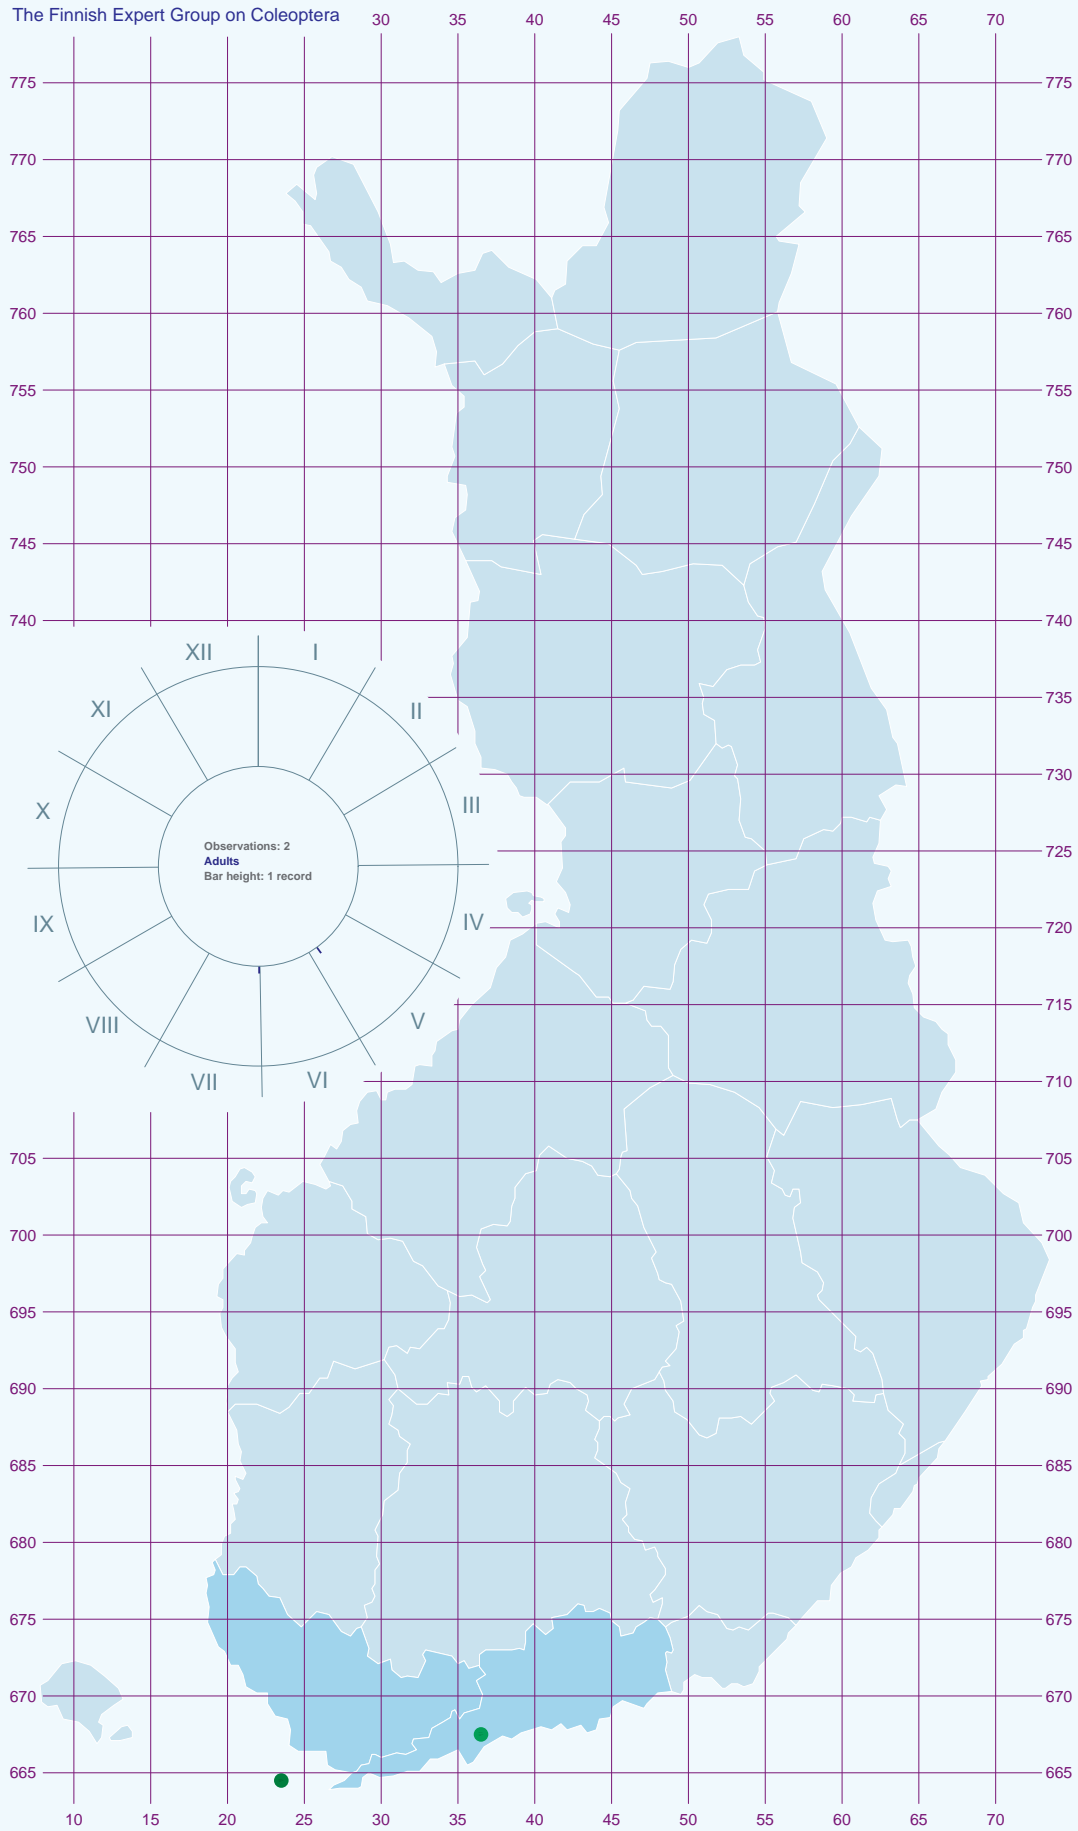 The Finnish Expert Group on Coleoptera 30 35 40 45 50 55 60 65 70
775 775
770 770
765 765
760 760
755 755
750 750
745 745
740 740
XII I
XI II
735
730
X III
725
Observations: 2
Adults
Bar height: 1 record
IX IV
720
715
VIII V
VII VI
710
705 705
700 700
695 695
690 690
685 685
680 680
675 675
670 670
665 665
10 15 20 25 30 35 40 45 50 55 60 65 70